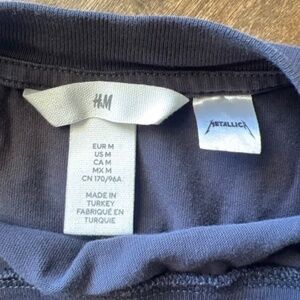 H&M
METALLICA
EUR M
US M
CA M
MX M
CN 170/96A
MADE IN
TURKEY
FABRIQUÉ EN
TURQUIE